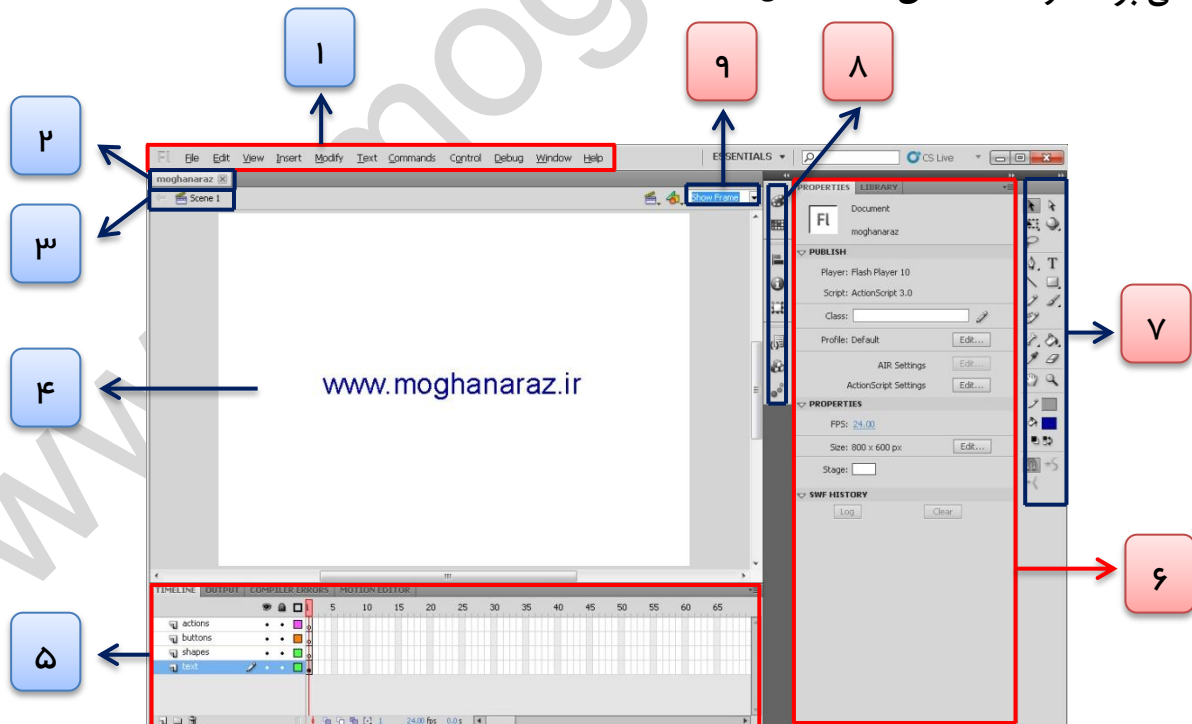 ۱
۹
۸
۲
Fl File Edit View Insert Modify Text Commands Control Debug Window Help
ESSENTIALS
CS Live
moghanaraz
Scene 1
Show Frame
۳
PROPERTIES LIBRARY
Fl
Document
moghanaraz
PUBLISH
Player: Flash Player 10
Script: ActionScript 3.0
Class:
Profile: Default Edit...
AIR Settings Edit...
ActionScript Settings Edit...
PROPERTIES
FPS: 24.00
Size: 800 x 600 px Edit...
Stage:
SWF HISTORY
Log Clear
T
۷
۴
www.moghanaraz.ir
۶
TIMELINE OUTPUT COMPILER ERRORS MOTION EDITOR
1 5 10 15 20 25 30 35 40 45 50 55 60 65
actions
buttons
shapes
text
۵
1 24.00 fps 0.0 s